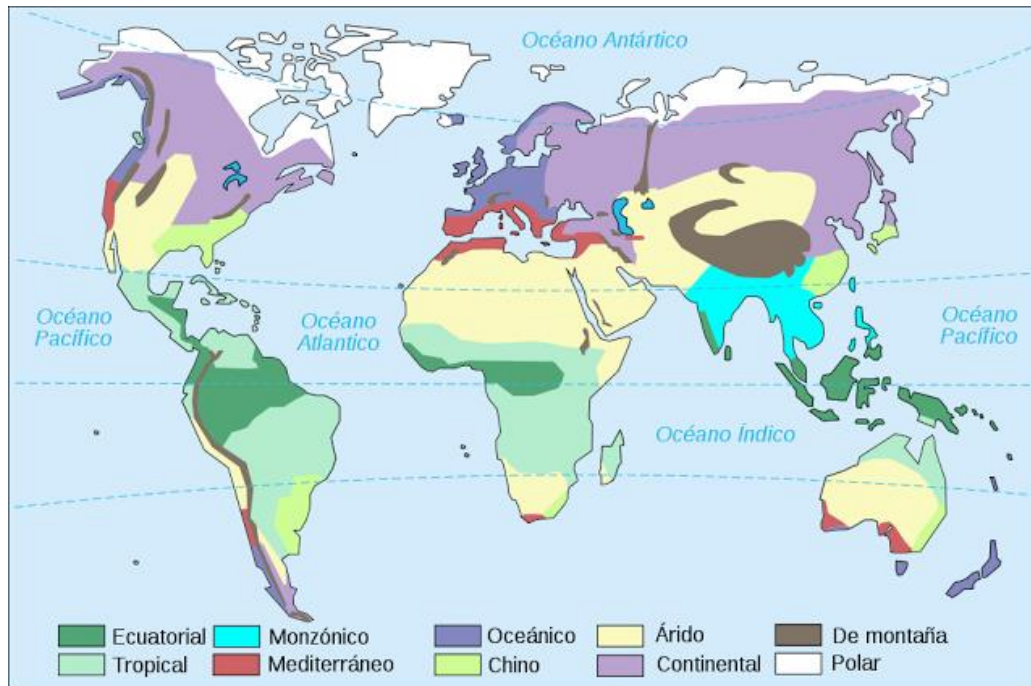 Océano Antártico
Océano
Pacífico
Océano
Atlantico
Océano
Pacífico
Océano Índico
Ecuatorial
Monzónico
Oceánico
Árido
De montaña
Tropical
Mediterráneo
Chino
Continental
Polar